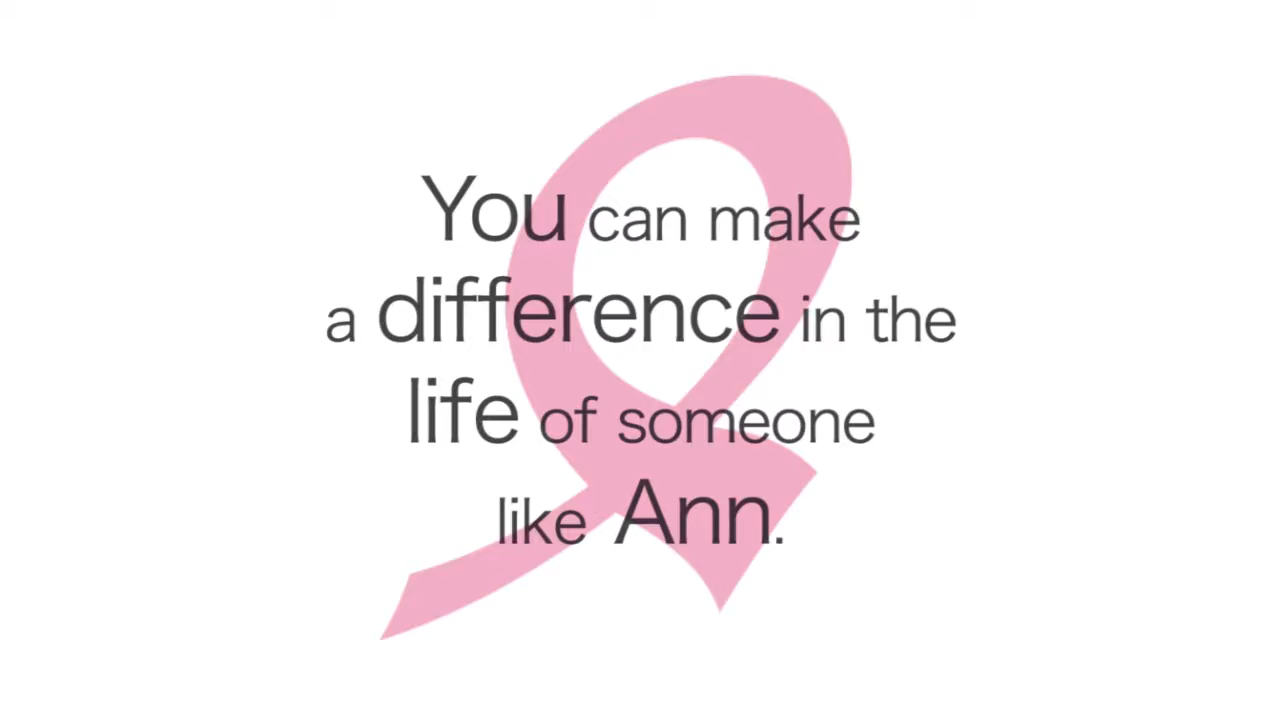 You can make
a difference in the
life of someone
like Ann.